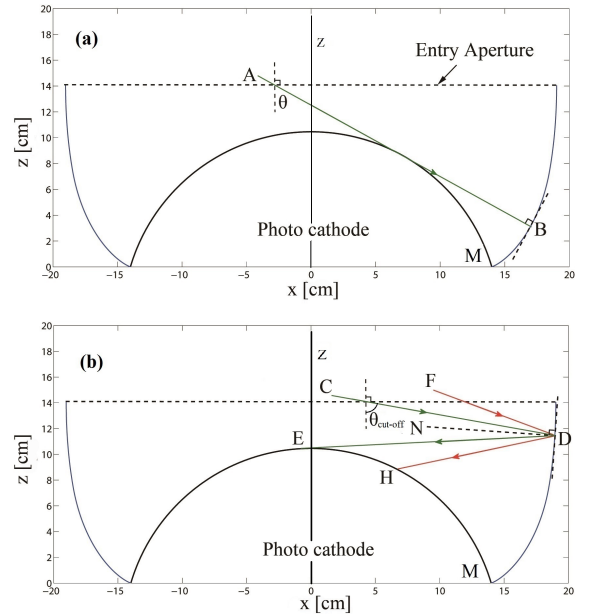 (a)
z
Entry Aperture
A
θ
B
M
Photo cathode
z [cm]
20
18
16
14
12
10
8
6
4
2
0
−20 −15 −10 −5 0 5 10 15 20
x [cm]
(b)
z
C
F
θcut-off
N
D
E
H
M
Photo cathode
z [cm]
20
18
16
14
12
10
8
6
4
2
0
−20 −15 −10 −5 0 5 10 15 20
x [cm]